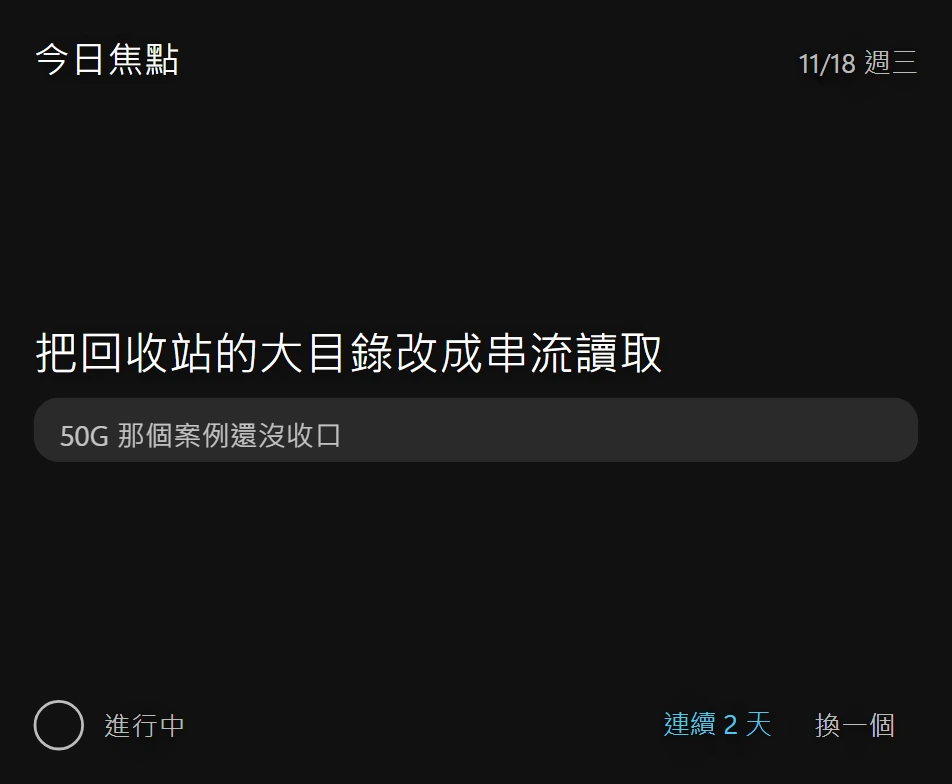 今日焦點
11/18 週三
把回收站的大目錄改成串流讀取
50G 那個案例還沒收口
進行中
連續 2 天
換一個